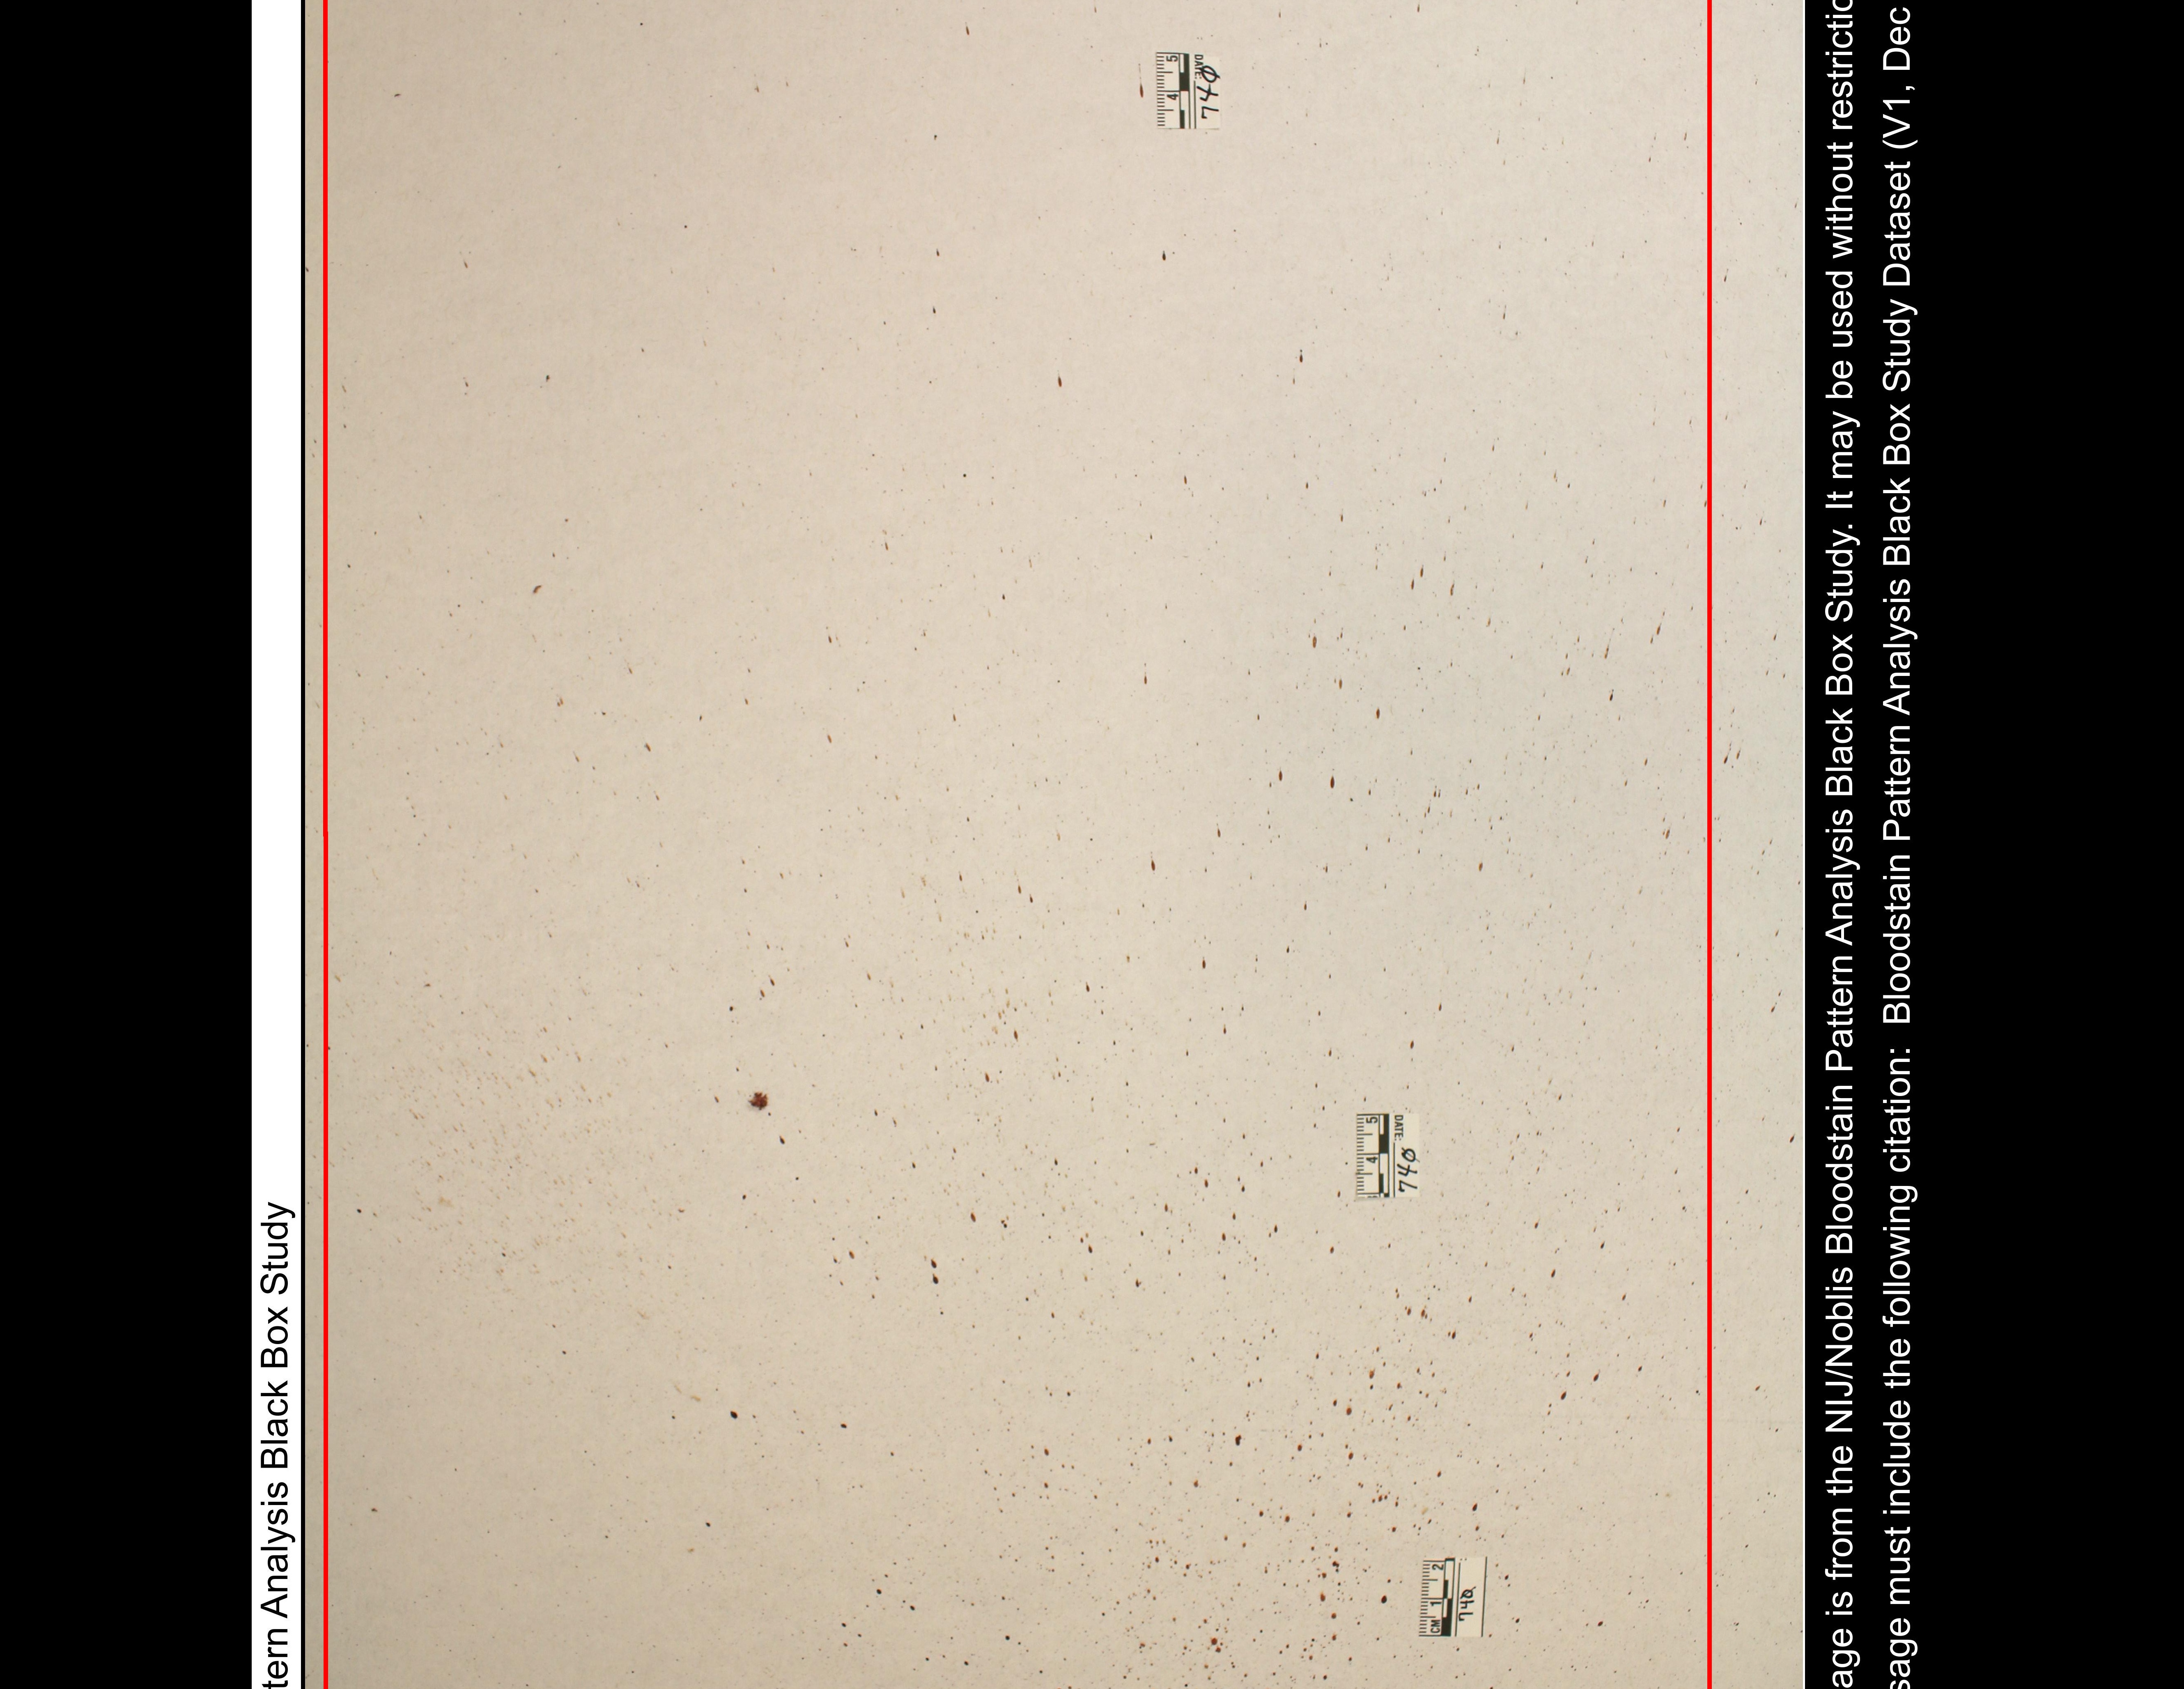 tern Analysis Black Box Study
DATE:
740
5
4
DATE:
740
5
4
740
CM 1 2
age is from the NIJ/Noblis Bloodstain Pattern Analysis Black Box Study. It may be used without restrictio
sage must include the following citation: Bloodstain Pattern Analysis Black Box Study Dataset (V1, Dec